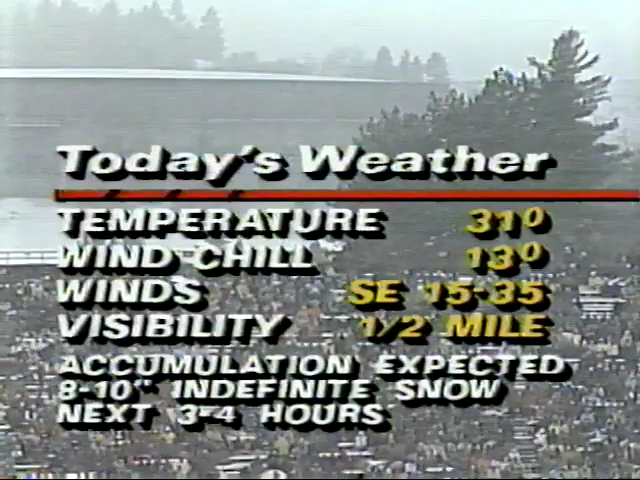 Today's Weather
TEMPERATURE 31°
WIND CHILL 13°
WINDS SE 15-35
VISIBILITY 1/2 MILE
ACCUMULATION EXPECTED
8-10" INDEFINITE SNOW
NEXT 3-4 HOURS